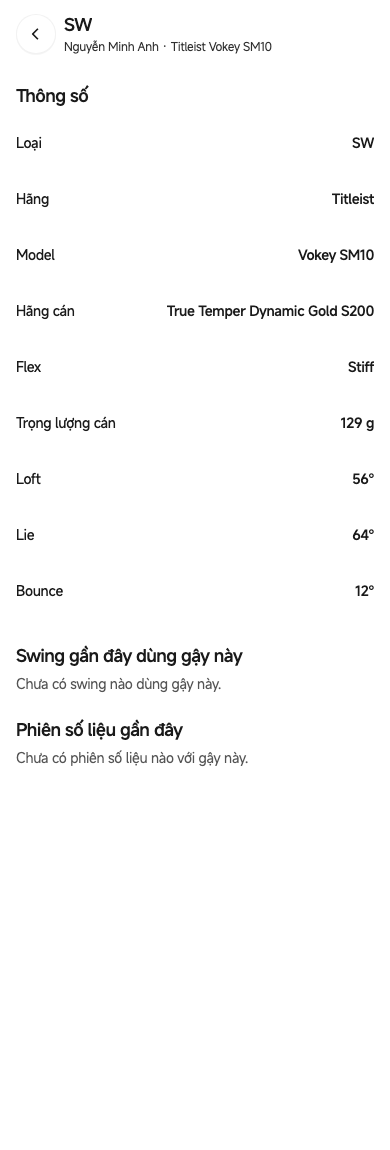 SW
Nguyễn Minh Anh · Titleist Vokey SM10
Thông số
Loại SW
Hãng Titleist
Model Vokey SM10
Hãng cán True Temper Dynamic Gold S200
Flex Stiff
Trọng lượng cán 129 g
Loft 56°
Lie 64°
Bounce 12°
Swing gần đây dùng gậy này
Chưa có swing nào dùng gậy này.
Phiên số liệu gần đây
Chưa có phiên số liệu nào với gậy này.